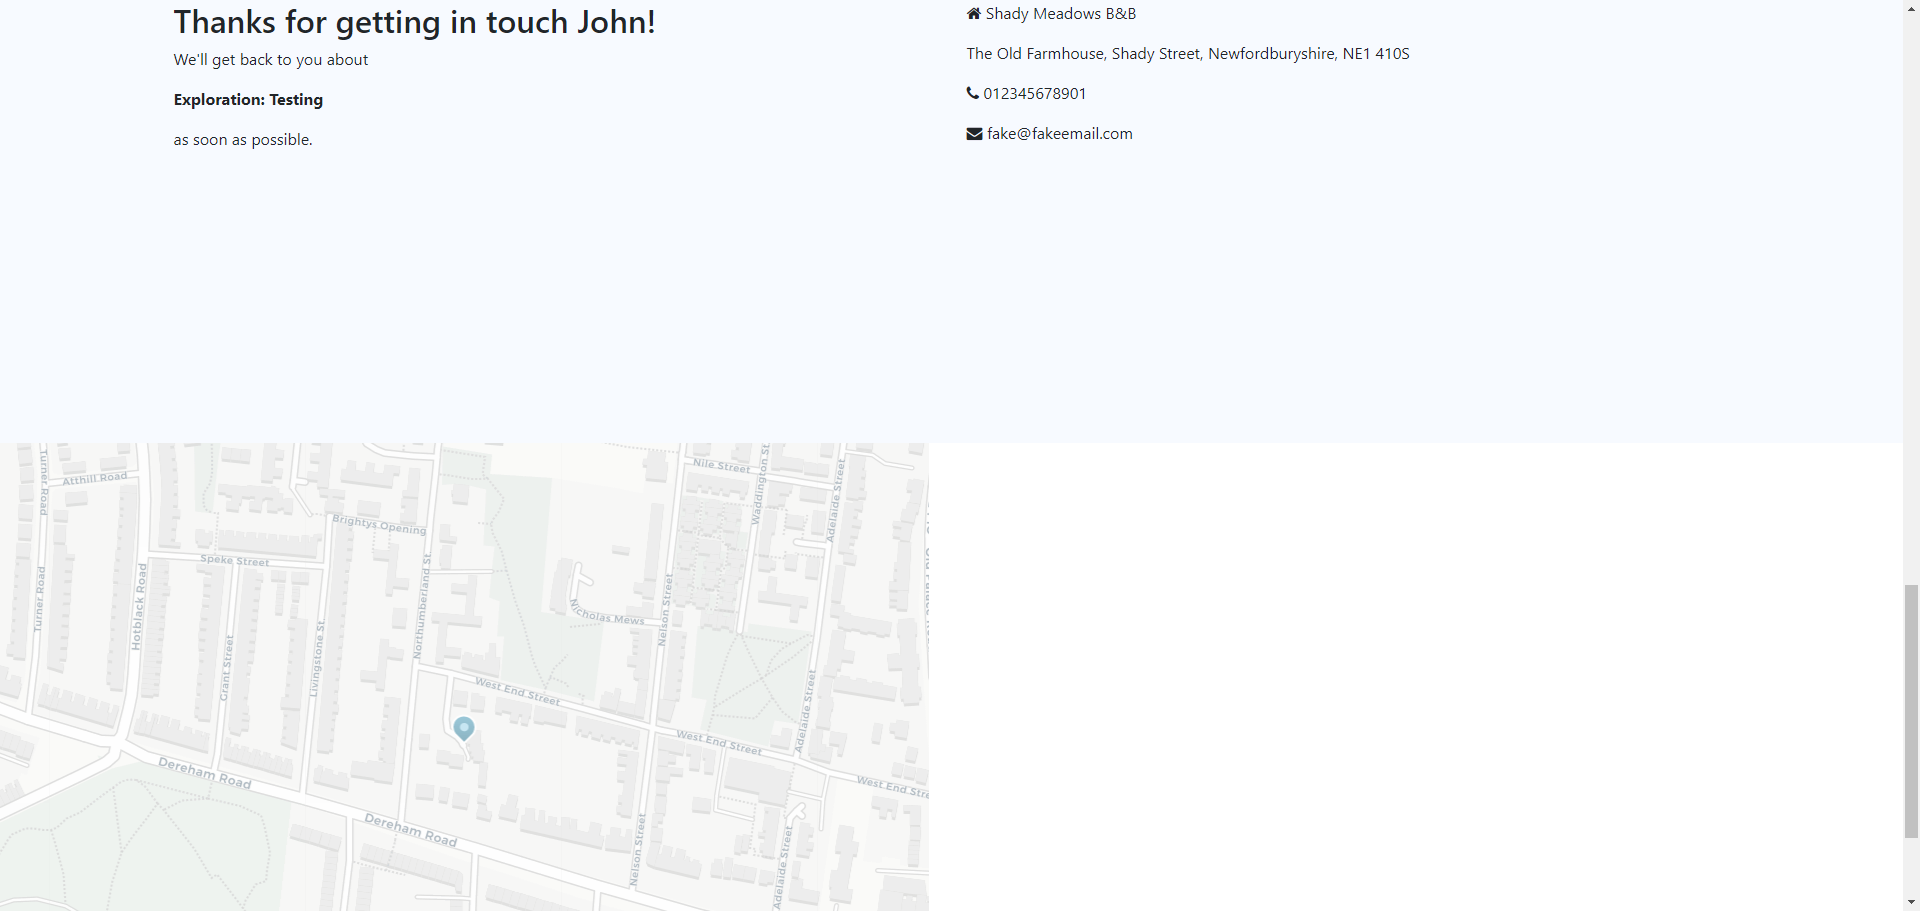 Thanks for getting in touch John!
We'll get back to you about
Exploration: Testing
as soon as possible.
Shady Meadows B&B
The Old Farmhouse, Shady Street, Newfordburyshire, NE1 410S
012345678901
fake@fakeemail.com
Turner Road
Atthill Road
Brightys Opening
Speke Street
Turner Road
Hotblack Road
Grant Street
Livingstone St.
Northumberland St.
Nicholas Mews
Nelson Street
Nile Street
Waddington St
Adelaide Street
West End Street
West End Street
Adelaide Street
West End Stre
Dereham Road
Dereham Road
Nelson Street
Adelaide Street